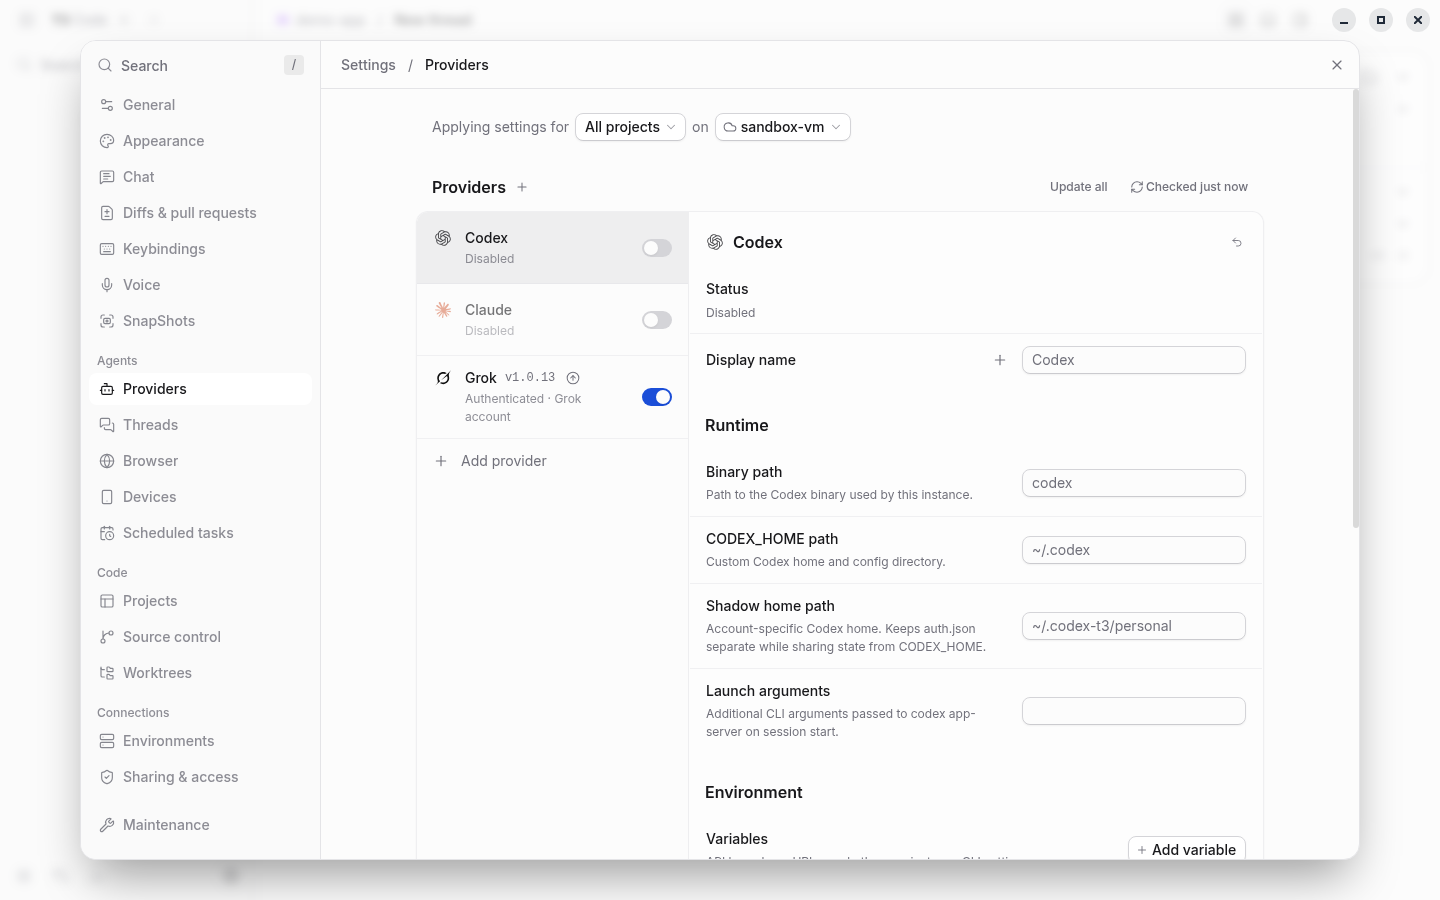 Search /
General
Appearance
Chat
Diffs & pull requests
Keybindings
Voice
SnapShots
Agents
Providers
Threads
Browser
Devices
Scheduled tasks
Code
Projects
Source control
Worktrees
Connections
Environments
Sharing & access
Maintenance
Settings / Providers
Applying settings for All projects on sandbox-vm
Providers
Update all Checked just now
Codex
Disabled
Claude
Disabled
Grok v1.0.13
Authenticated · Grok
account
Add provider
Codex
Status
Disabled
Display name Codex
Runtime
Binary path
Path to the Codex binary used by this instance.
codex
CODEX_HOME path
Custom Codex home and config directory.
~/.codex
Shadow home path
Account-specific Codex home. Keeps auth.json
separate while sharing state from CODEX_HOME.
~/.codex-t3/personal
Launch arguments
Additional CLI arguments passed to codex app-
server on session start.
Environment
Variables
Add variable